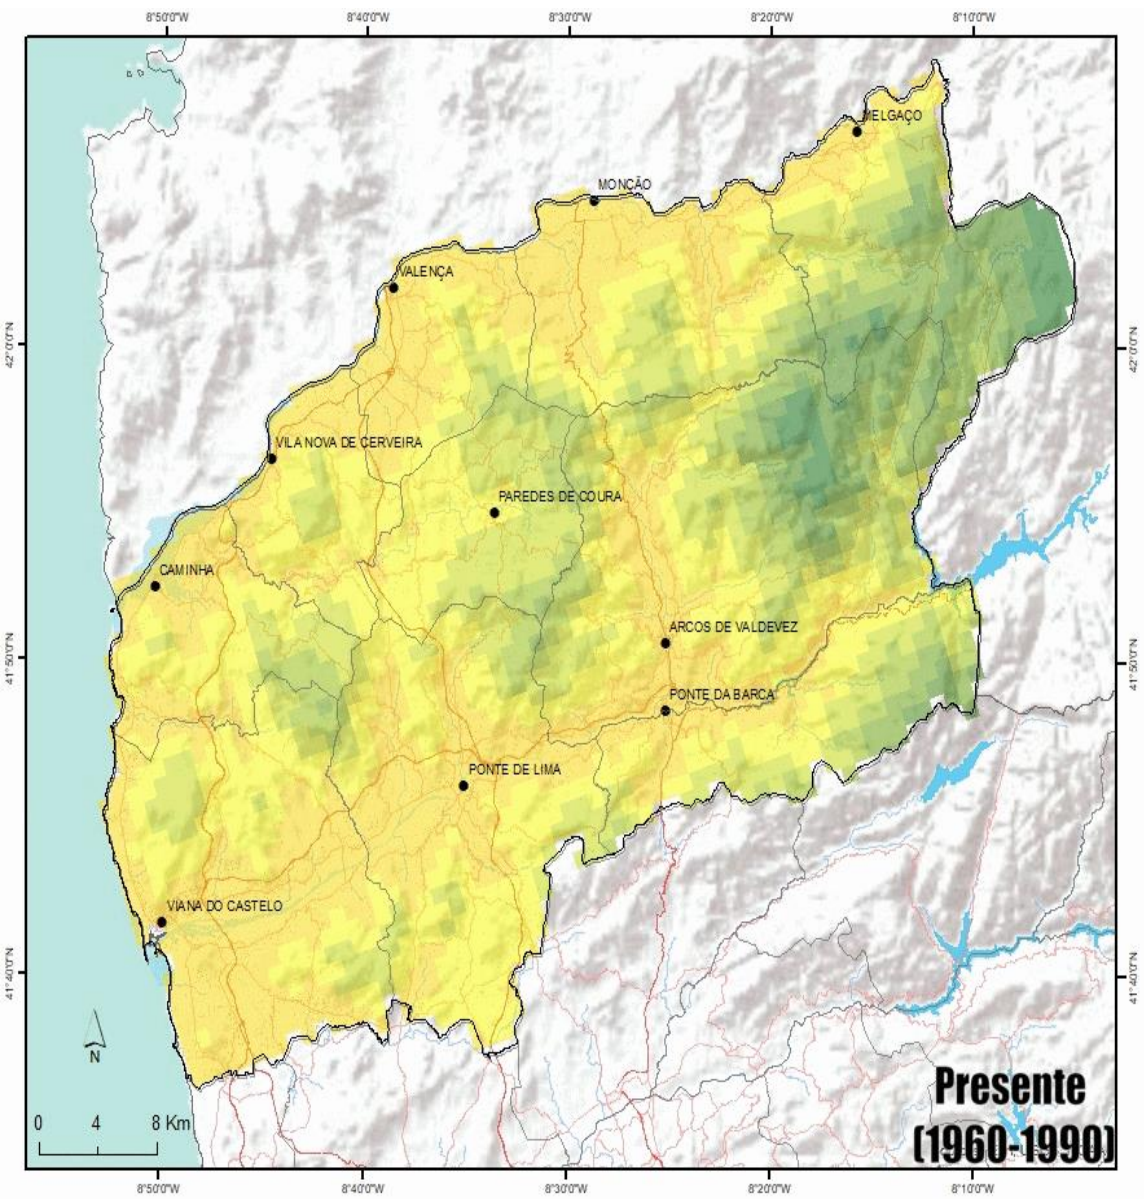 8°50'0"W 8°40'0"W 8°30'0"W 8°20'0"W 8°10'0"W
MELGAÇO
MONÇÃO
VALENÇA
42°0'0"N 42°0'0"N
VILA NOVA DE CERVEIRA
PAREDES DE COURA
CAMINHA
ARCOS DE VALDEVEZ
41°50'0"N 41°50'0"N
PONTE DA BARCA
PONTE DE LIMA
VIANA DO CASTELO
41°40'0"N 41°40'0"N
N
Presente
0 4 8 Km
(1960-1990)
8°50'0"W 8°40'0"W 8°30'0"W 8°20'0"W 8°10'0"W